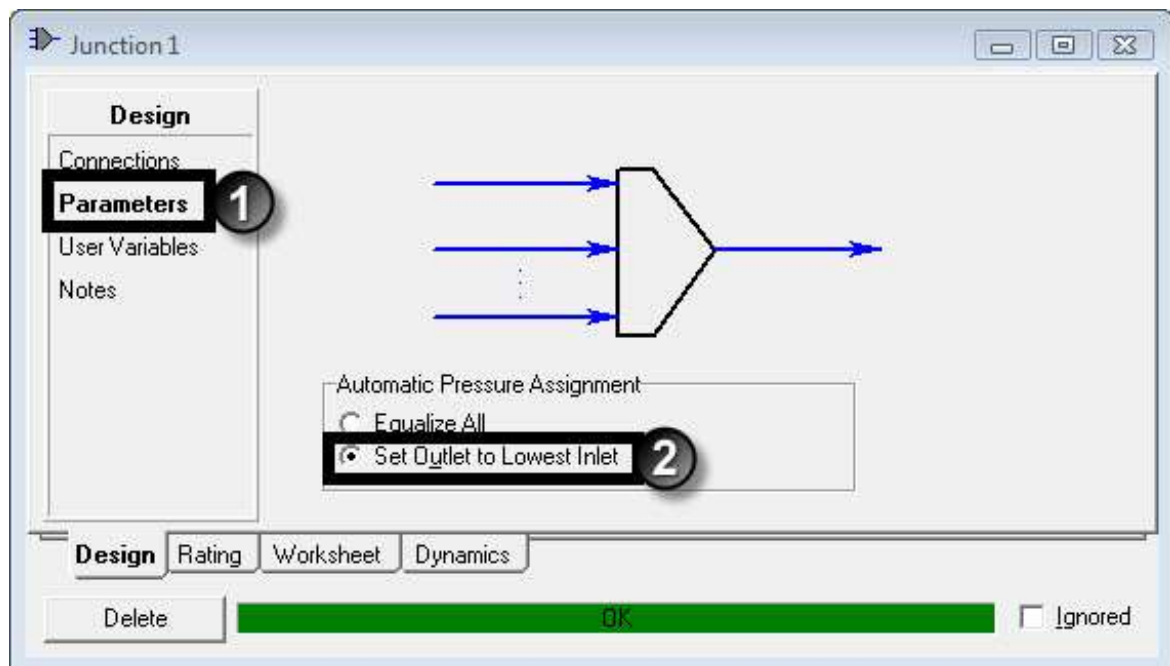 Junction 1
Design
Connections
Parameters
1
User Variables
Notes
Automatic Pressure Assignment
Equalize All
Set Outlet to Lowest Inlet
2
Design Rating Worksheet Dynamics
Delete OK Ignored